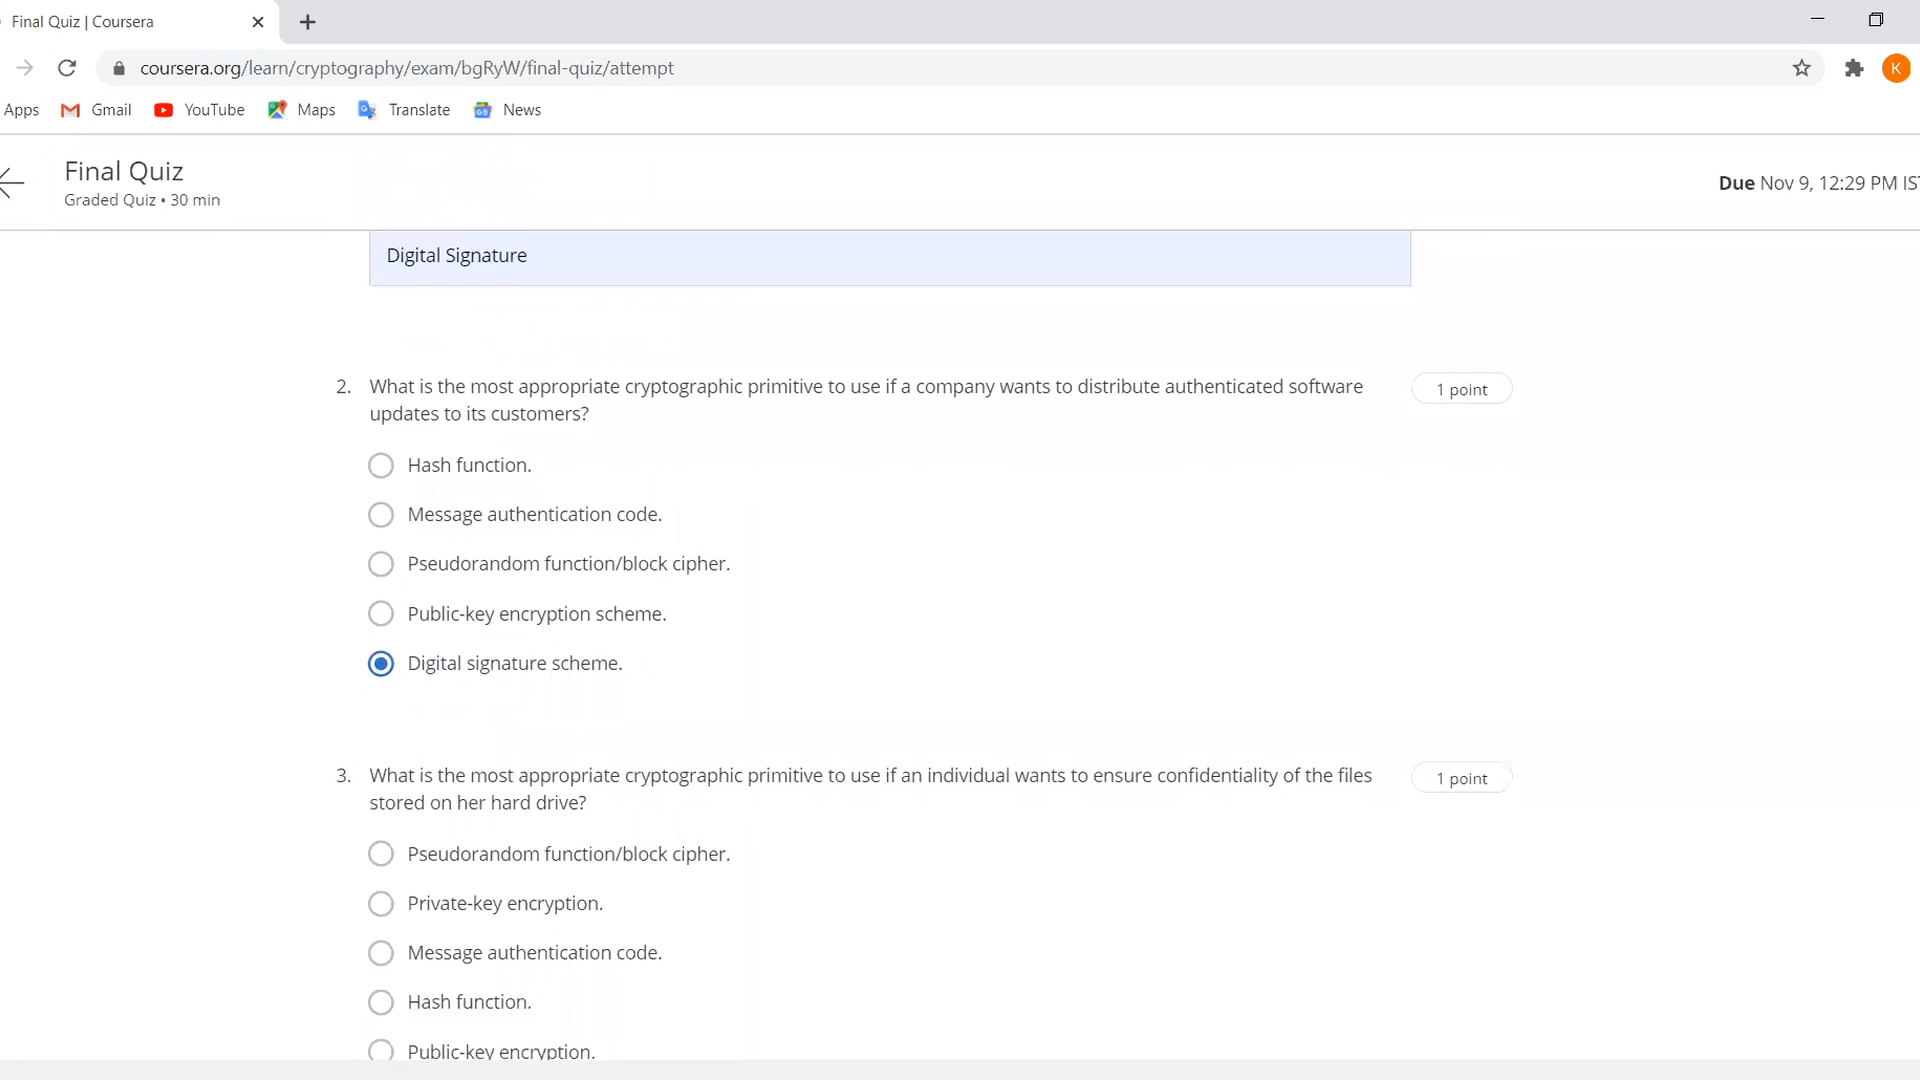 Final Quiz | Coursera
coursera.org/learn/cryptography/exam/bgRyW/final-quiz/attempt
K
Apps Gmail YouTube Maps Translate News
Final Quiz
Graded Quiz • 30 min
Due Nov 9, 12:29 PM IST
Digital Signature
2. What is the most appropriate cryptographic primitive to use if a company wants to distribute authenticated software
updates to its customers?
1 point
Hash function.
Message authentication code.
Pseudorandom function/block cipher.
Public-key encryption scheme.
Digital signature scheme.
3. What is the most appropriate cryptographic primitive to use if an individual wants to ensure confidentiality of the files
stored on her hard drive?
1 point
Pseudorandom function/block cipher.
Private-key encryption.
Message authentication code.
Hash function.
Public-key encryption.